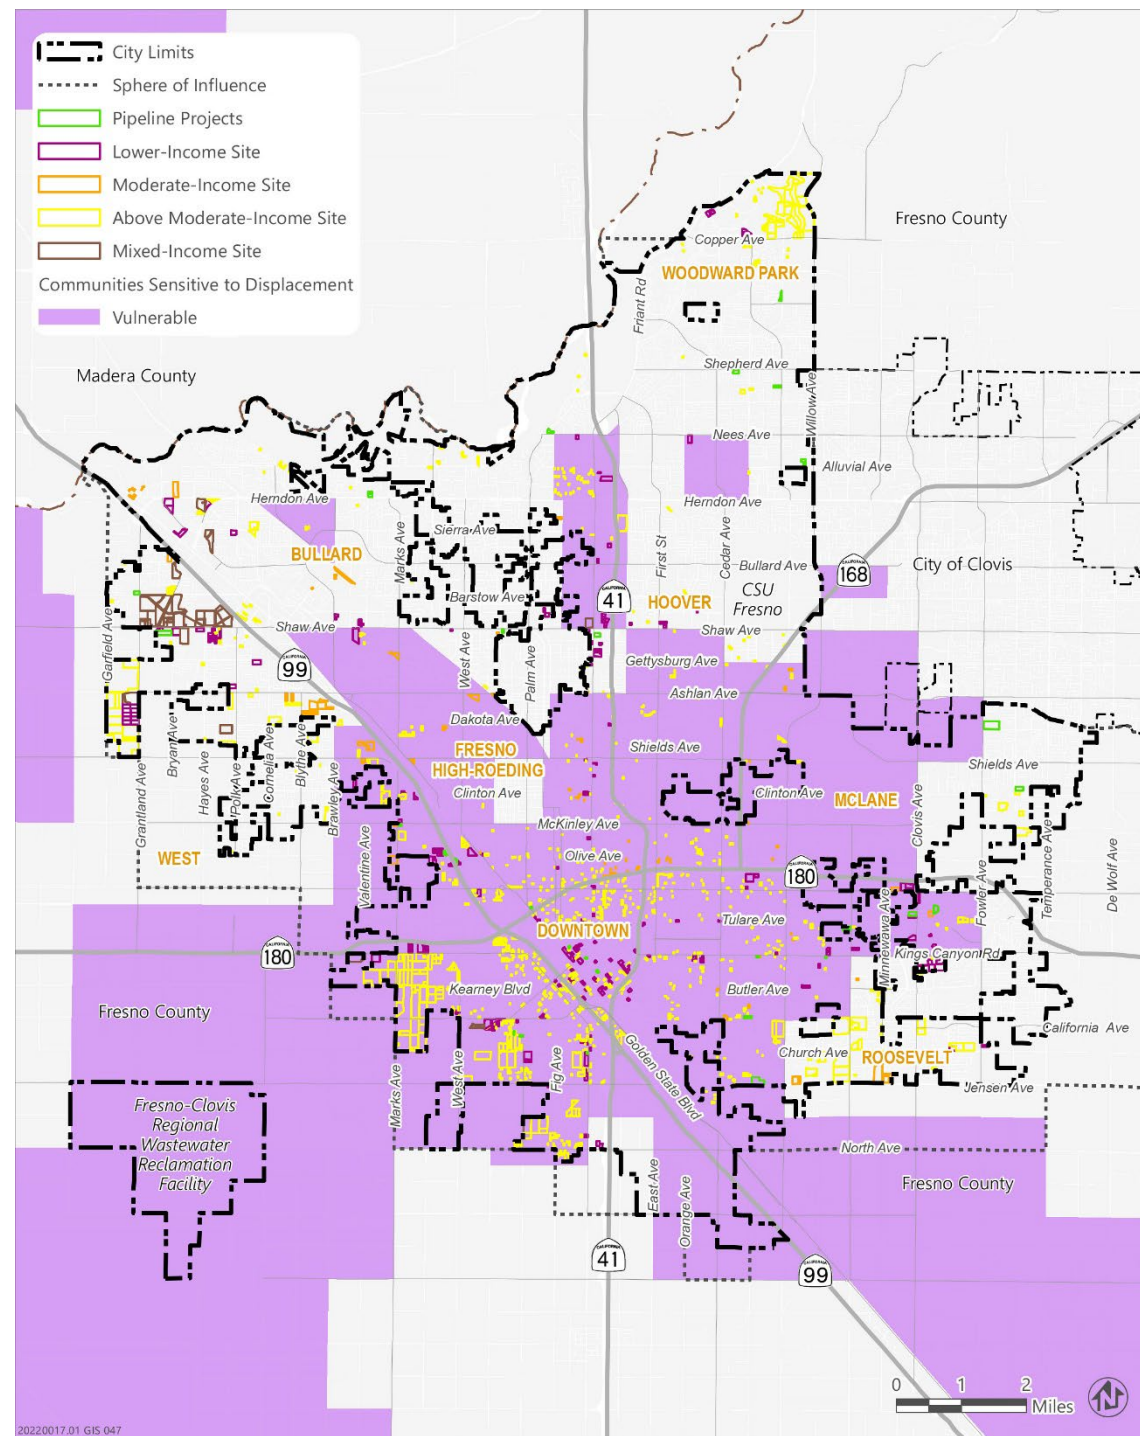 City Limits
Sphere of Influence
Pipeline Projects
Lower-Income Site
Moderate-Income Site
Above Moderate-Income Site
Mixed-Income Site
Communities Sensitive to Displacement
Vulnerable
Fresno County
Copper Ave
WOODWARD PARK
Friant Rd
Shepherd Ave
Madera County
Willow Ave
Nees Ave
Alluvial Ave
Herndon Ave
Herndon Ave
Sierra Ave
Marks Ave
BULLARD
First St
Cedar Ave
Bullard Ave
CALIFORNIA
168
City of Clovis
CSU
Fresno
Barstow Ave
CALIFORNIA
41
HOOVER
Garfield Ave
Shaw Ave
Shaw Ave
CALIFORNIA
99
West Ave
Palm Ave
Gettysburg Ave
Ashlan Ave
Dakota Ave
Bryan Ave
FRESNO
HIGH-ROEDING
Shields Ave
Shields Ave
Grantland Ave
Hayes Ave
Polk Ave
Cornelia Ave
Blythe Ave
Brawley Ave
Clinton Ave
Clinton Ave
MCLANE
Clovis Ave
McKinley Ave
WEST
Olive Ave
Valentine Ave
CALIFORNIA
180
Temperance Ave
De Wolf Ave
Fowler Ave
Minnewawa Ave
Tulare Ave
DOWNTOWN
CALIFORNIA
180
Kings Canyon Rd
Kearney Blvd
Butler Ave
Fresno County
California Ave
Church Ave
ROOSEVELT
Golden State Blvd
Fig Ave
West Ave
Marks Ave
Jensen Ave
Fresno-Clovis
Regional
Wastewater
Reclamation
Facility
North Ave
East Ave
Orange Ave
Fresno County
CALIFORNIA
41
CALIFORNIA
99
0 1 2
Miles
N
20220017.01 GIS 047